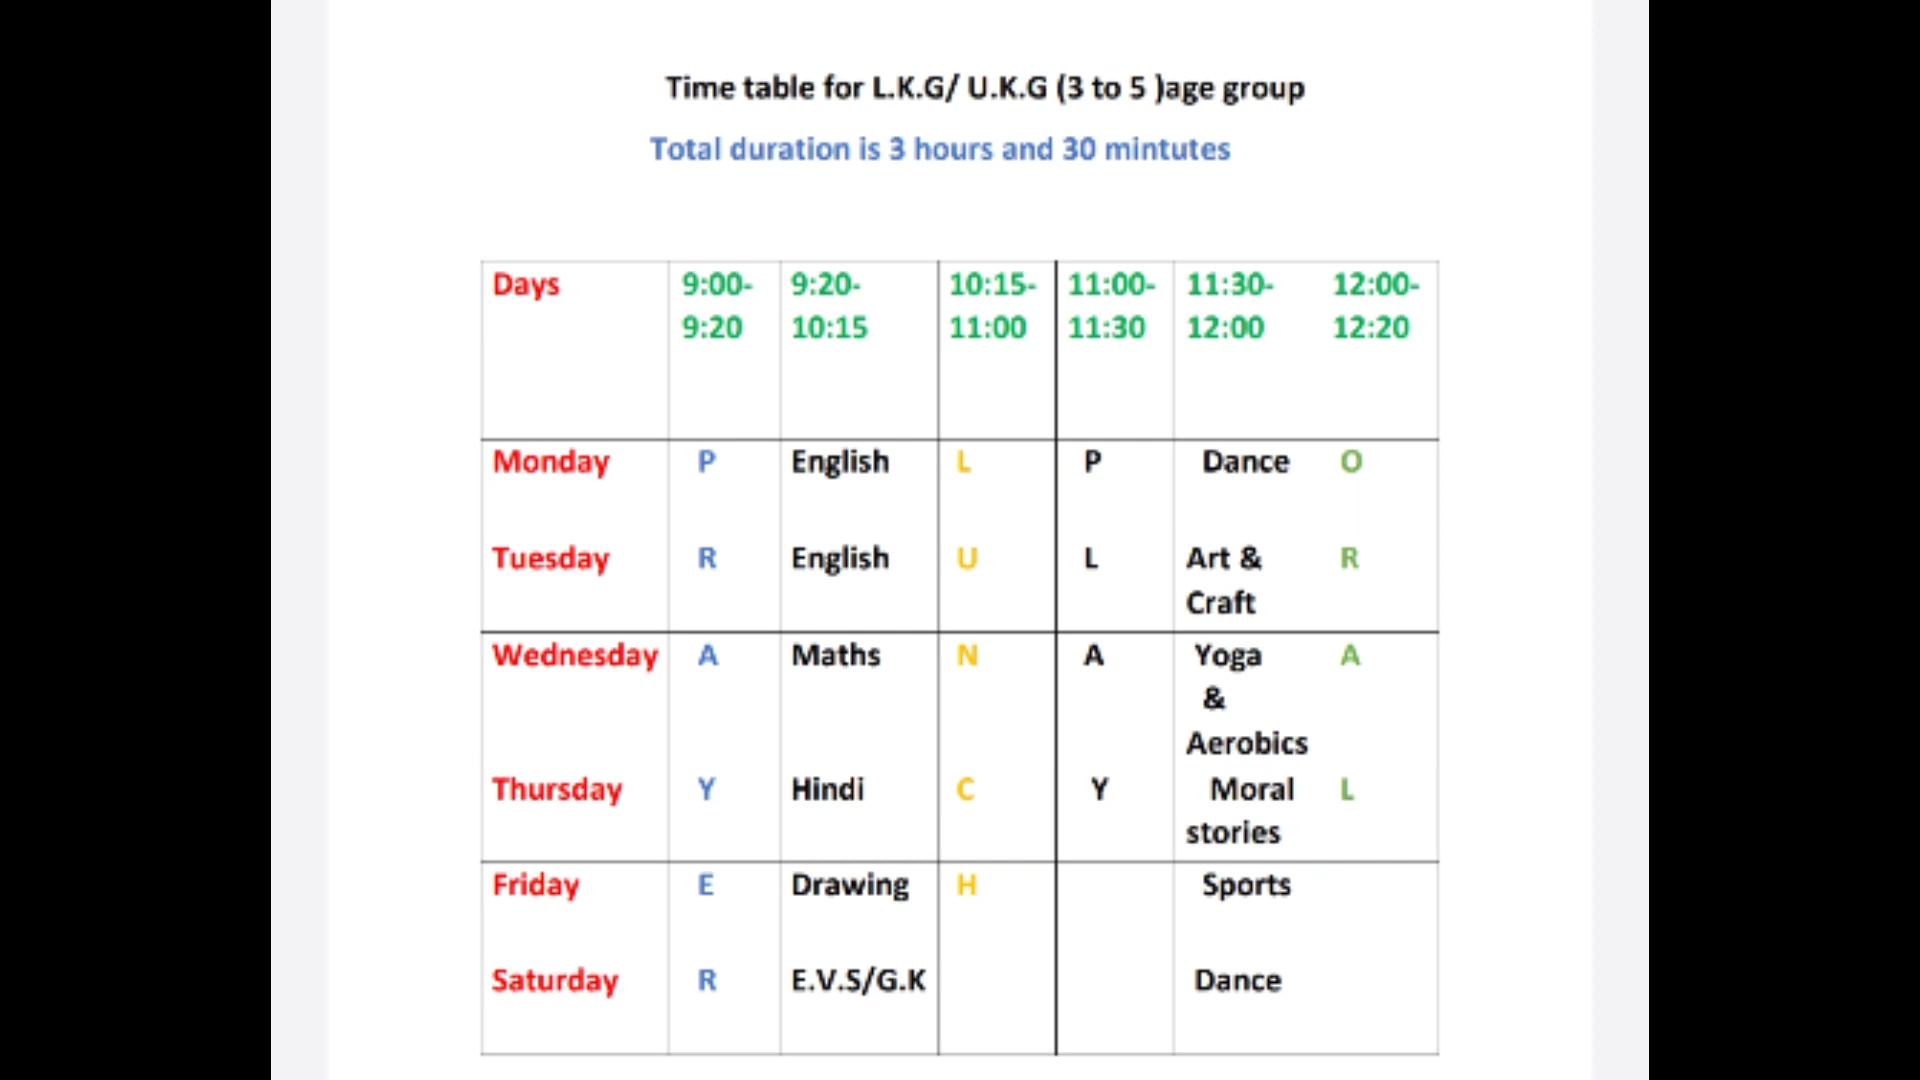 Time table for L.K.G/ U.K.G (3 to 5 )age group
Total duration is 3 hours and 30 mintutes
Days 9:00- 9:20- 10:15- 11:00- 11:30- 12:00-
9:20 10:15 11:00 11:30 12:00 12:20
Monday P English L P Dance O
Tuesday R English U L Art & R
Craft
Wednesday A Maths N A Yoga A
&
Aerobics
Thursday Y Hindi C Y Moral L
stories
Friday E Drawing H Sports
Saturday R E.V.S/G.K Dance